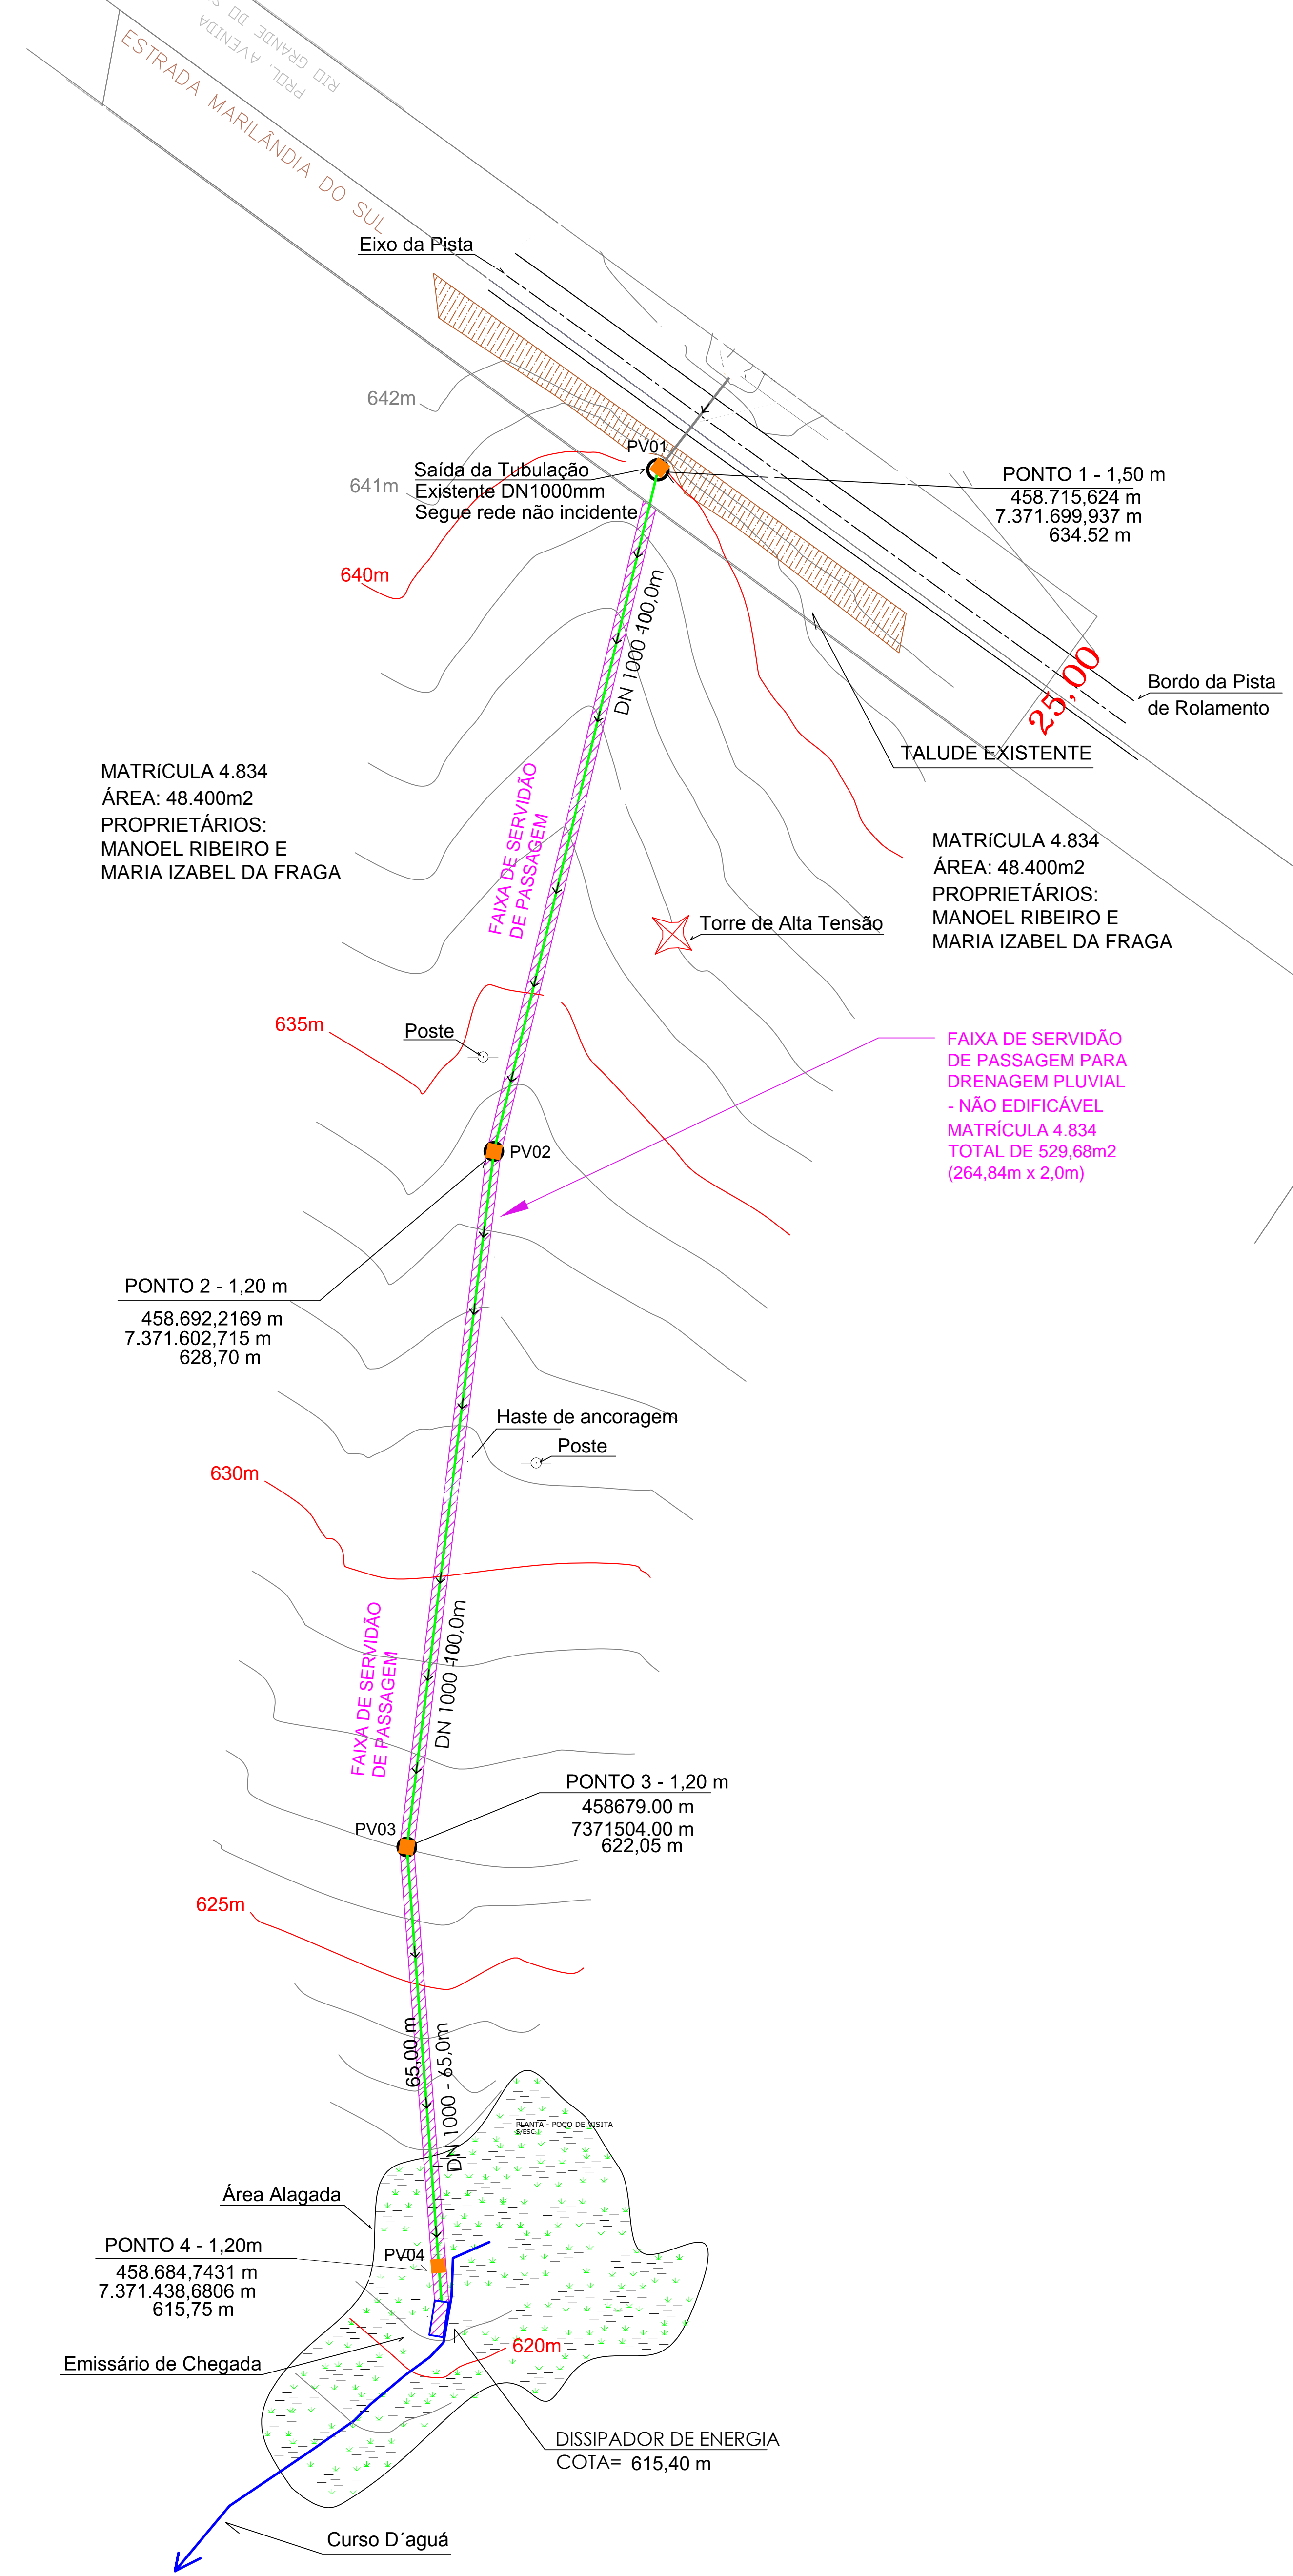 PROL. AVENIDA
RIO GRANDE DO S
ESTRADA MARILÂNDIA DO SUL
Eixo da Pista
642m
PV01
Saída da Tubulação
Existente DN1000mm
Segue rede não incidente
641m
PONTO 1 - 1,50 m
458.715,624 m
7.371.699,937 m
634.52 m
640m
DN 1000 -100,0m
25,00
Bordo da Pista
de Rolamento
TALUDE EXISTENTE
MATRíCULA 4.834
ÁREA: 48.400m2
PROPRIETÁRIOS:
MANOEL RIBEIRO E
MARIA IZABEL DA FRAGA
FAIXA DE SERVIDÃO
DE PASSAGEM
MATRíCULA 4.834
ÁREA: 48.400m2
PROPRIETÁRIOS:
MANOEL RIBEIRO E
MARIA IZABEL DA FRAGA
Torre de Alta Tensão
635m
Poste
FAIXA DE SERVIDÃO
DE PASSAGEM PARA
DRENAGEM PLUVIAL
- NÃO EDIFICÁVEL
MATRÍCULA 4.834
TOTAL DE 529,68m2
(264,84m x 2,0m)
PV02
PONTO 2 - 1,20 m
458.692,2169 m
7.371.602,715 m
628,70 m
Haste de ancoragem
Poste
630m
FAIXA DE SERVIDÃO
DE PASSAGEM
DN 1000 -100,0m
PONTO 3 - 1,20 m
458679.00 m
7371504.00 m
622,05 m
PV03
625m
65,00 m
DN 1000 - 65,0m
PLANTA - POÇO DE VISITA
S/ESC.
Área Alagada
PONTO 4 - 1,20m
458.684,7431 m
7.371.438,6806 m
615,75 m
PV04
620m
Emissário de Chegada
DISSIPADOR DE ENERGIA
COTA= 615,40 m
Curso D´aguá